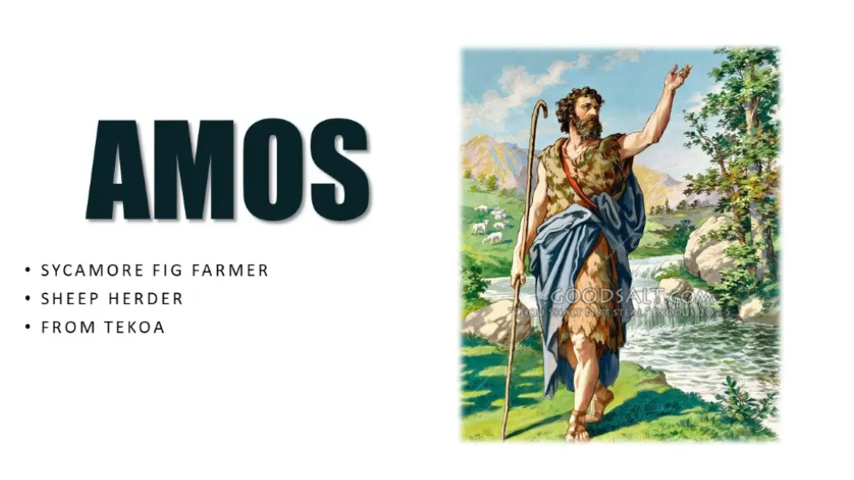 AMOS
• SYCAMORE FIG FARMER
• SHEEP HERDER
• FROM TEKOA
GOODSALT.COM